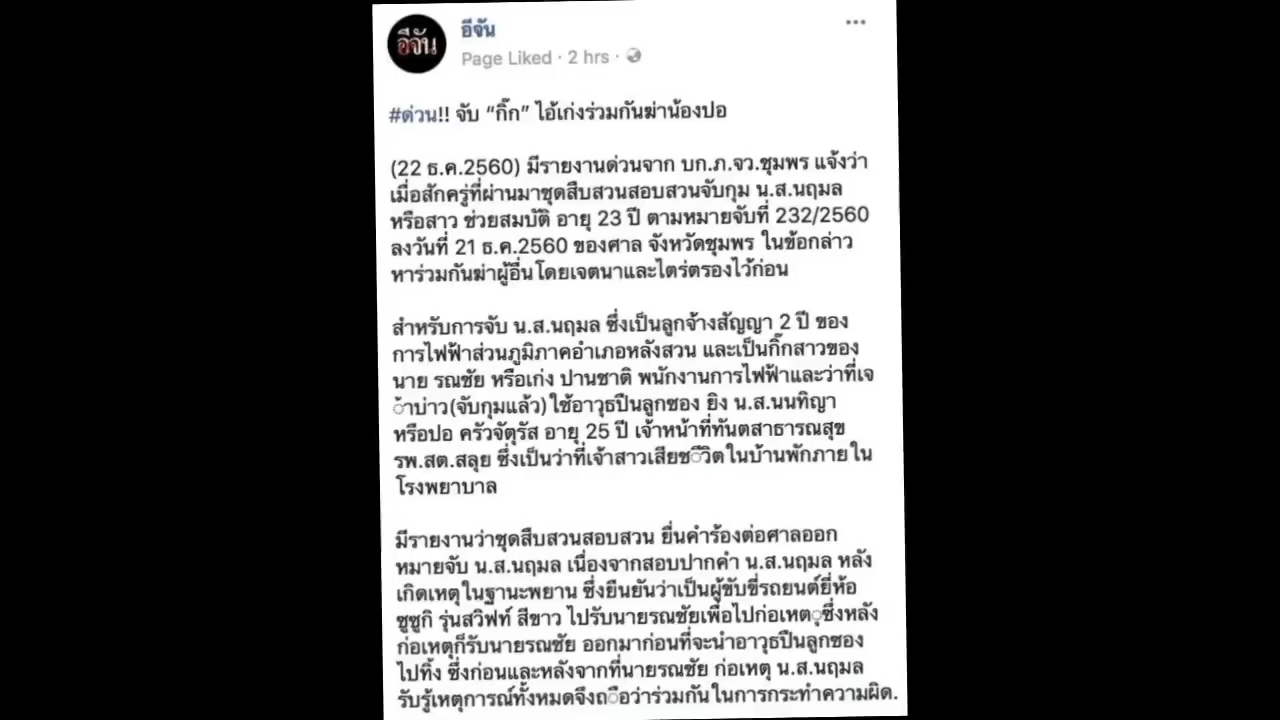 อีจัน
อีจัน
Page Liked · 2 hrs ·
#ด่วน!! จับ “กิ๊ก” ไอ้เก่งร่วมกันฆ่าน้องปอ
(22 ธ.ค.2560) มีรายงานด่วนจาก บก.ภ.จว.ชุมพร แจ้งว่า
เมื่อสักครู่ที่ผ่านมาชุดสืบสวนสอบสวนจับกุม น.ส.นฤมล
หรือสาว ช่วยสมบัติ อายุ 23 ปี ตามหมายจับที่ 232/2560
ลงวันที่ 21 ธ.ค.2560 ของศาล จังหวัดชุมพร ในข้อกล่าว
หาร่วมกันฆ่าผู้อื่นโดยเจตนาและไตร่ตรองไว้ก่อน
สำหรับการจับ น.ส.นฤมล ซึ่งเป็นลูกจ้างสัญญา 2 ปี ของ
การไฟฟ้าส่วนภูมิภาคอำเภอหลังสวน และเป็นกิ๊กสาวของ
นาย รณชัย หรือเก่ง ปานชาติ พนักงานการไฟฟ้าและว่าที่เจ
้าบ่าว(จับกุมแล้ว) ใช้อาวุธปืนลูกซอง ยิง น.ส.นนทิญา
หรือปอ ครัวจัตุรัส อายุ 25 ปี เจ้าหน้าที่ทันตสาธารณสุข
รพ.สต.สลุย ซึ่งเป็นว่าที่เจ้าสาวเสียชีวิตในบ้านพักภายใน
โรงพยาบาล
มีรายงานว่าชุดสืบสวนสอบสวน ยื่นคำร้องต่อศาลออก
หมายจับ น.ส.นฤมล เนื่องจากสอบปากคำ น.ส.นฤมล หลัง
เกิดเหตุในฐานะพยาน ซึ่งยืนยันว่าเป็นผู้ขับขี่รถยนต์ยี่ห้อ
ซูซูกิ รุ่นสวิฟท์ สีขาว ไปรับนายรณชัยเพื่อไปก่อเหตุซึ่งหลัง
ก่อเหตุก็รับนายรณชัย ออกมาก่อนที่จะนำอาวุธปืนลูกซอง
ไปทิ้ง ซึ่งก่อนและหลังจากที่นายรณชัย ก่อเหตุ น.ส.นฤมล
รับรู้เหตุการณ์ทั้งหมดจึงถือว่าร่วมกันในการกระทำความผิด.